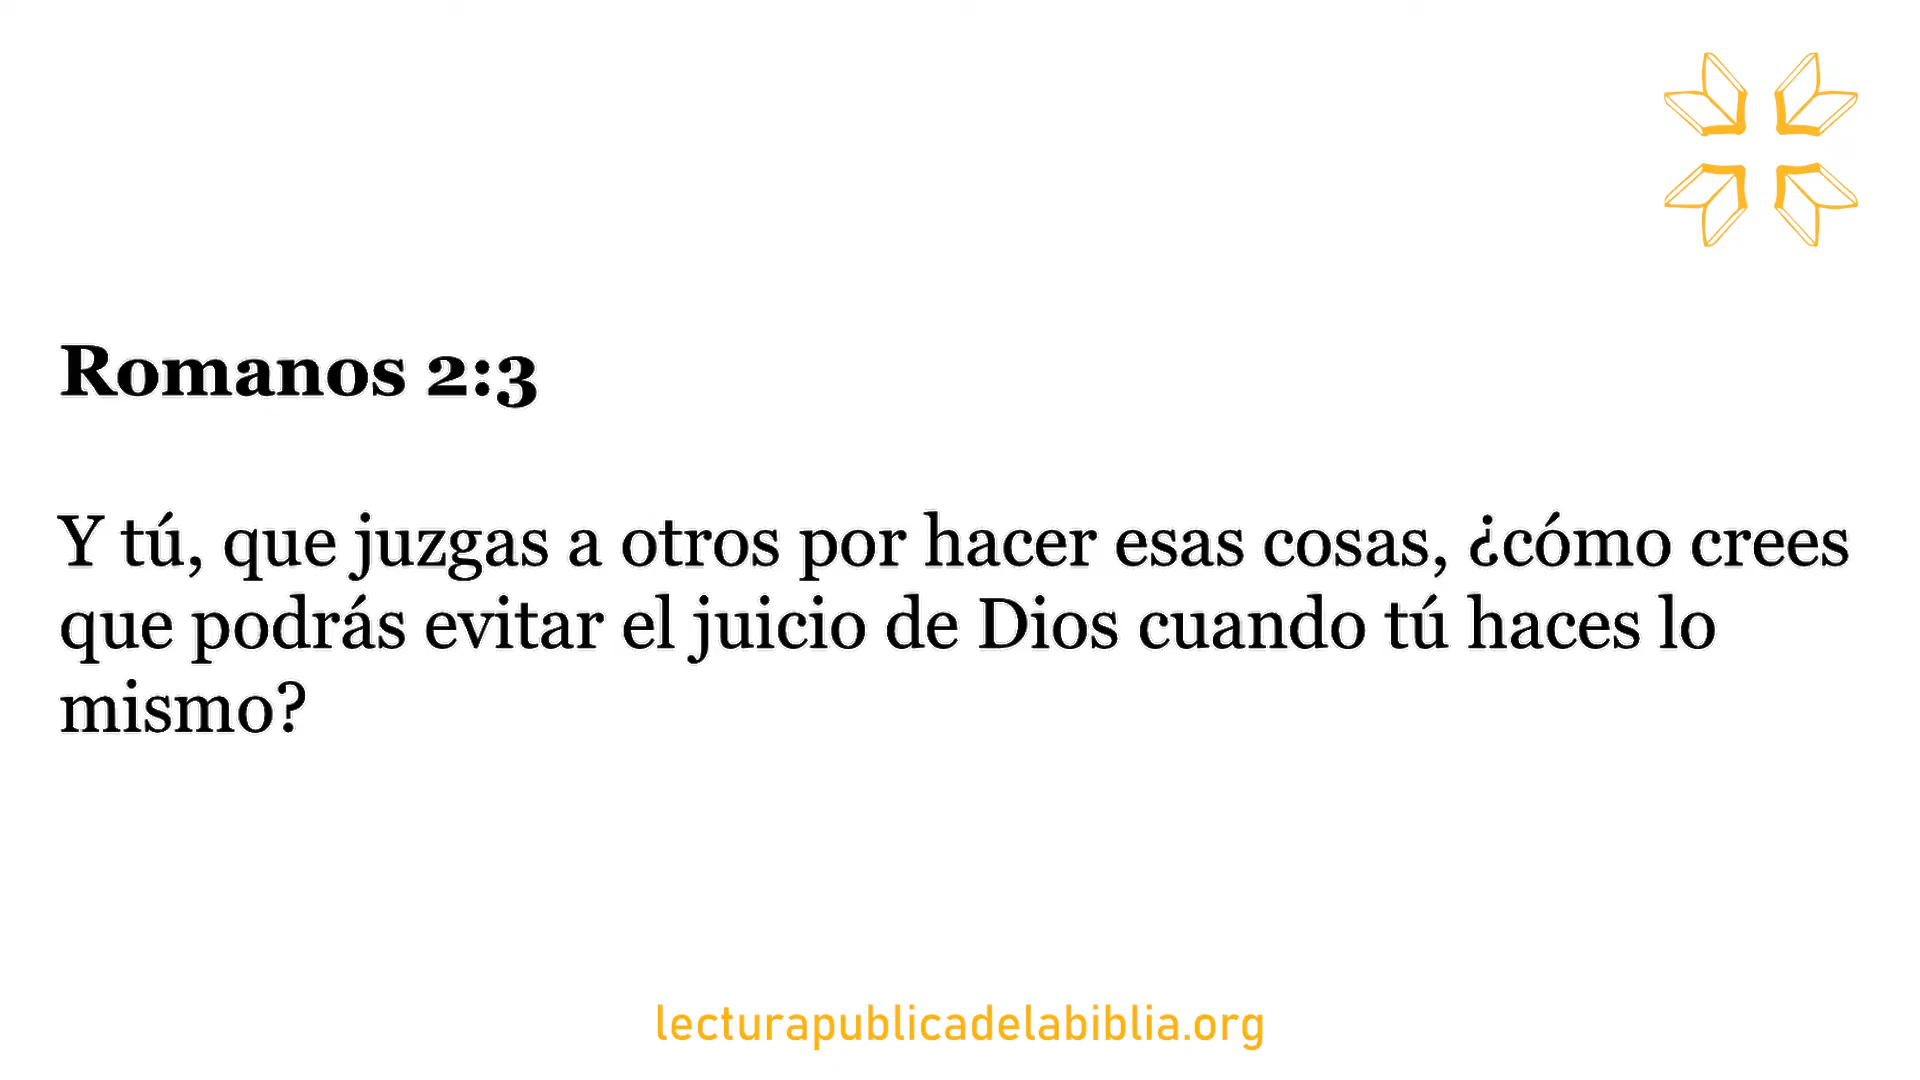 Romanos 2:3
Y tú, que juzgas a otros por hacer esas cosas, ¿cómo crees
que podrás evitar el juicio de Dios cuando tú haces lo
mismo?
lecturapublicadelabiblia.org